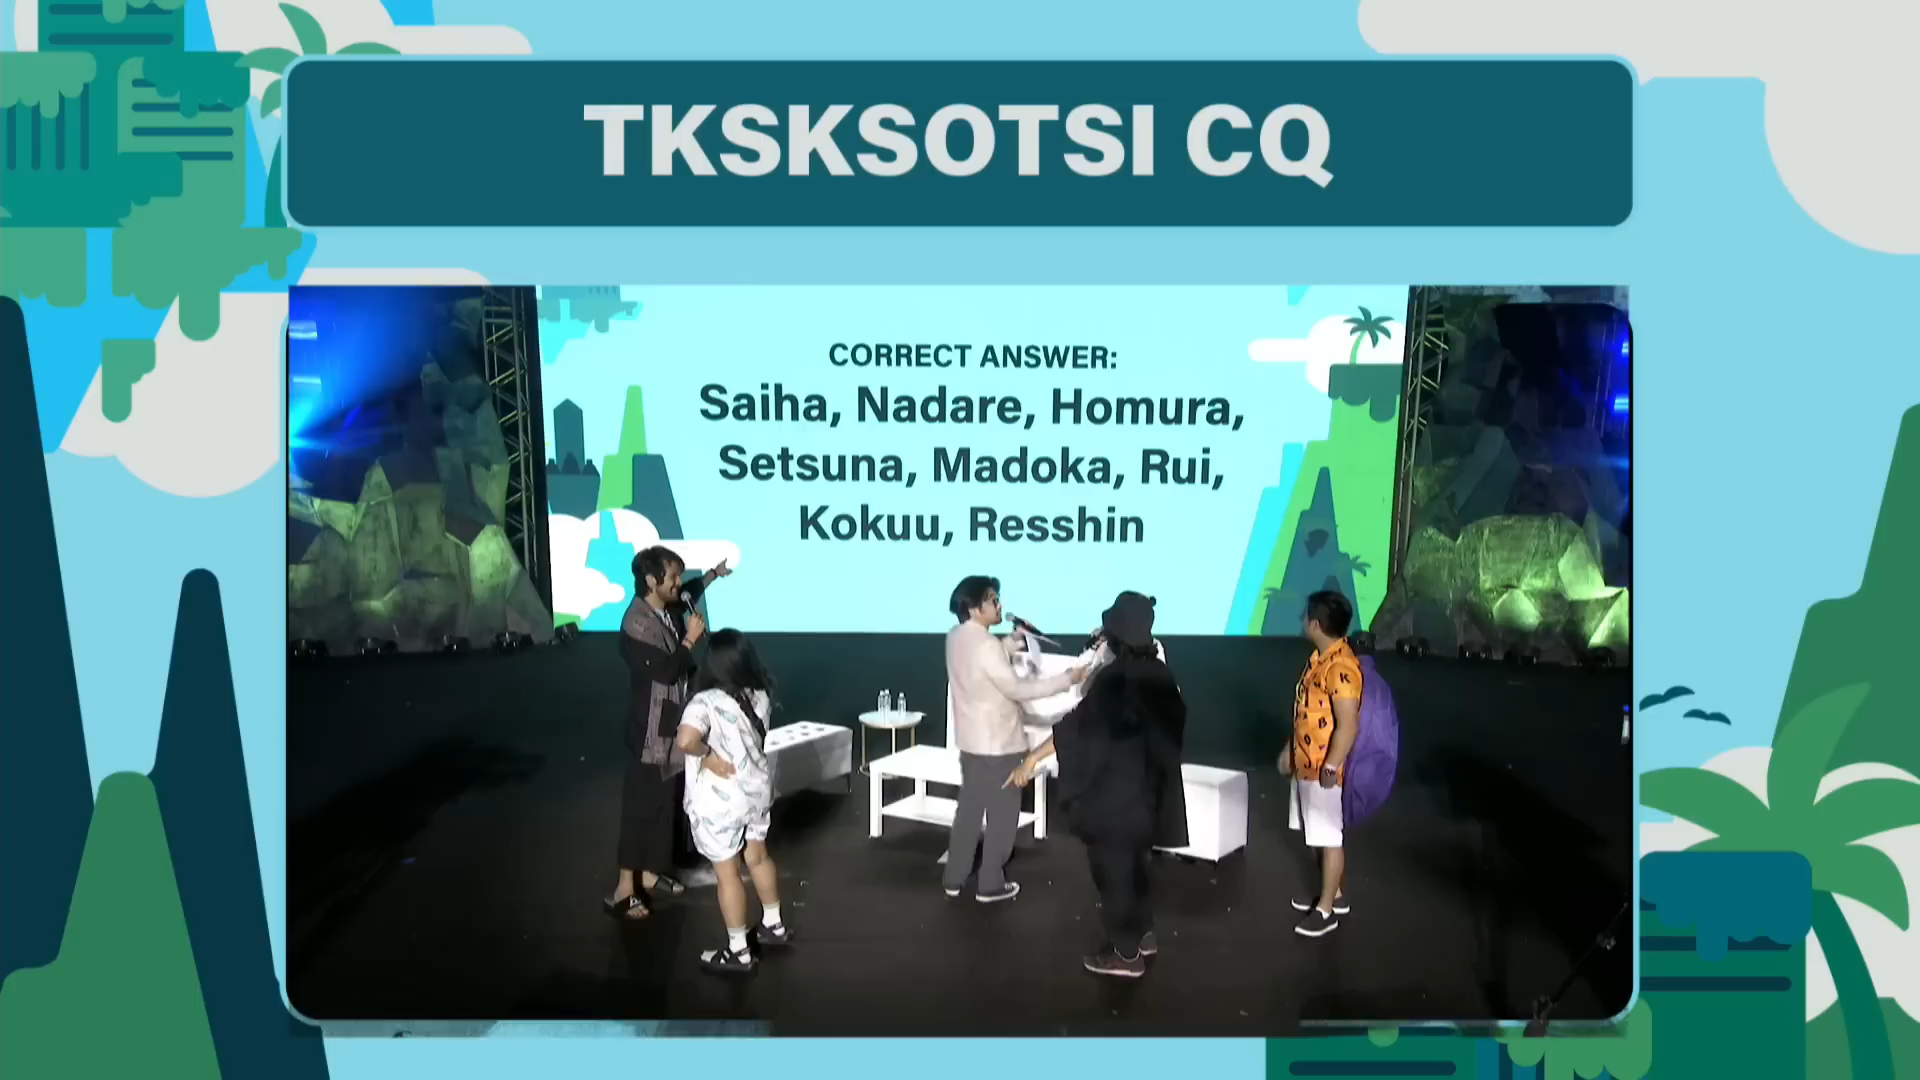 TKSKSOTSI CQ
CORRECT ANSWER:
Saiha, Nadare, Homura,
Setsuna, Madoka, Rui,
Kokuu, Resshin